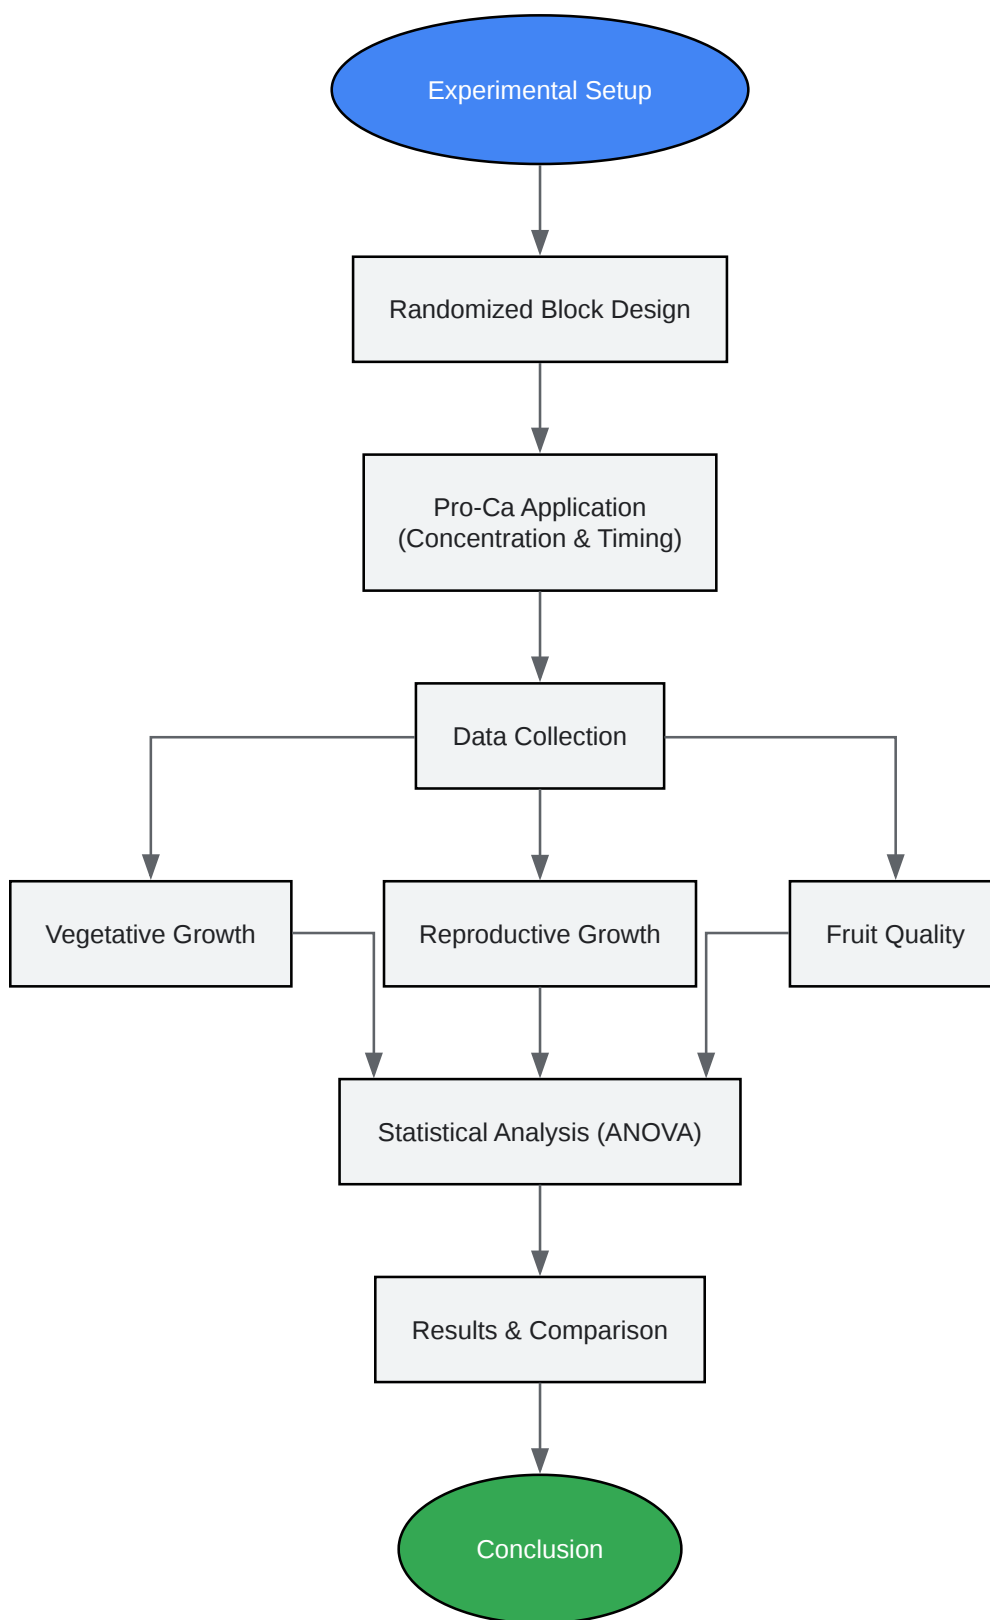 Experimental Setup
Randomized Block Design
Pro-Ca Application
(Concentration & Timing)
Data Collection
Vegetative Growth
Reproductive Growth
Fruit Quality
Statistical Analysis (ANOVA)
Results & Comparison
Conclusion